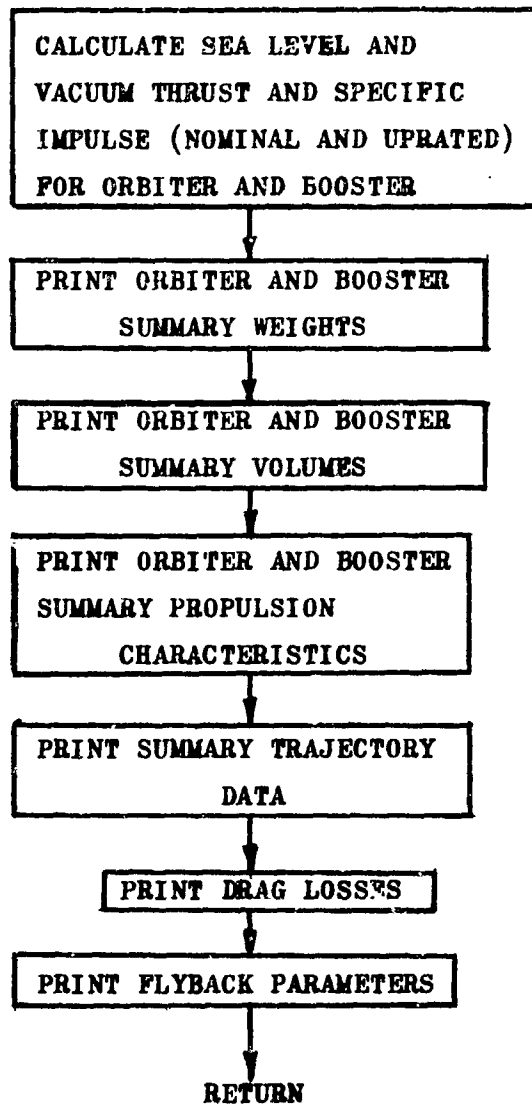 CALCULATE SEA LEVEL AND
VACUUM THRUST AND SPECIFIC
IMPULSE (NOMINAL AND UPRATED)
FOR ORBITER AND BOOSTER
PRINT ORBITER AND BOOSTER
SUMMARY WEIGHTS
PRINT ORBITER AND BOOSTER
SUMMARY VOLUMES
PRINT ORBITER AND BOOSTER
SUMMARY PROPULSION
CHARACTERISTICS
PRINT SUMMARY TRAJECTORY
DATA
PRINT DRAG LOSSES
PRINT FLYBACK PARAMETERS
RETURN